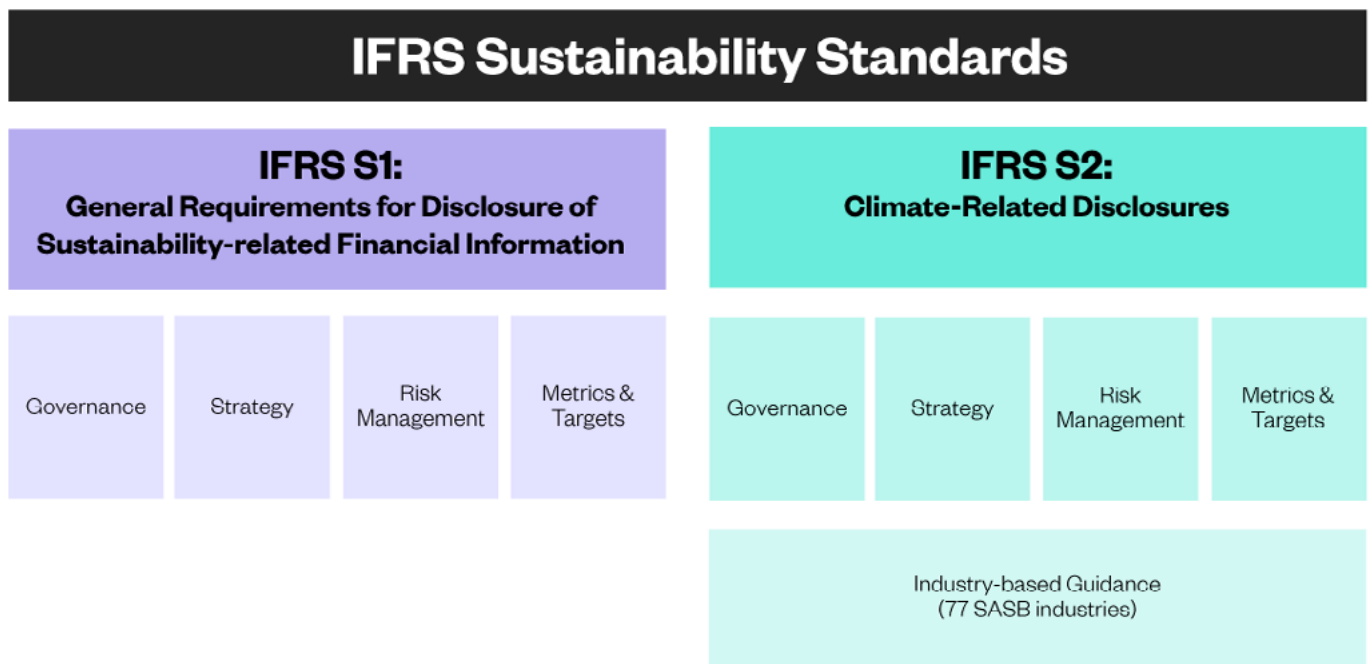 IFRS Sustainability Standards
IFRS S1:
General Requirements for Disclosure of
Sustainability-related Financial Information
IFRS S2:
Climate-Related Disclosures
Governance
Strategy
Risk
Management
Metrics &
Targets
Governance
Strategy
Risk
Management
Metrics &
Targets
Industry-based Guidance
(77 SASB industries)